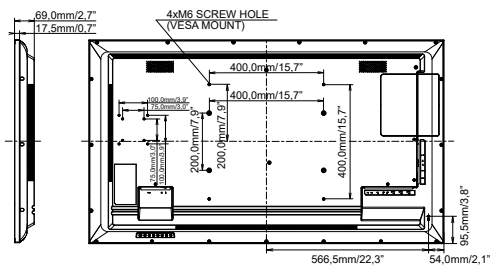 69,0mm/2,7"
17,5mm/0,7"
4xM6 SCREW HOLE
(VESA MOUNT)
400,0mm/15,7"
400,0mm/15,7"
100,0mm/3,9"
75,0mm/3,0"
200,0mm/7,9"
200,0mm/7,9"
400,0mm/15,7"
75,0mm/3,0"
100,0mm/3,9"
95,5mm/3,8"
566,5mm/22,3"
54,0mm/2,1"